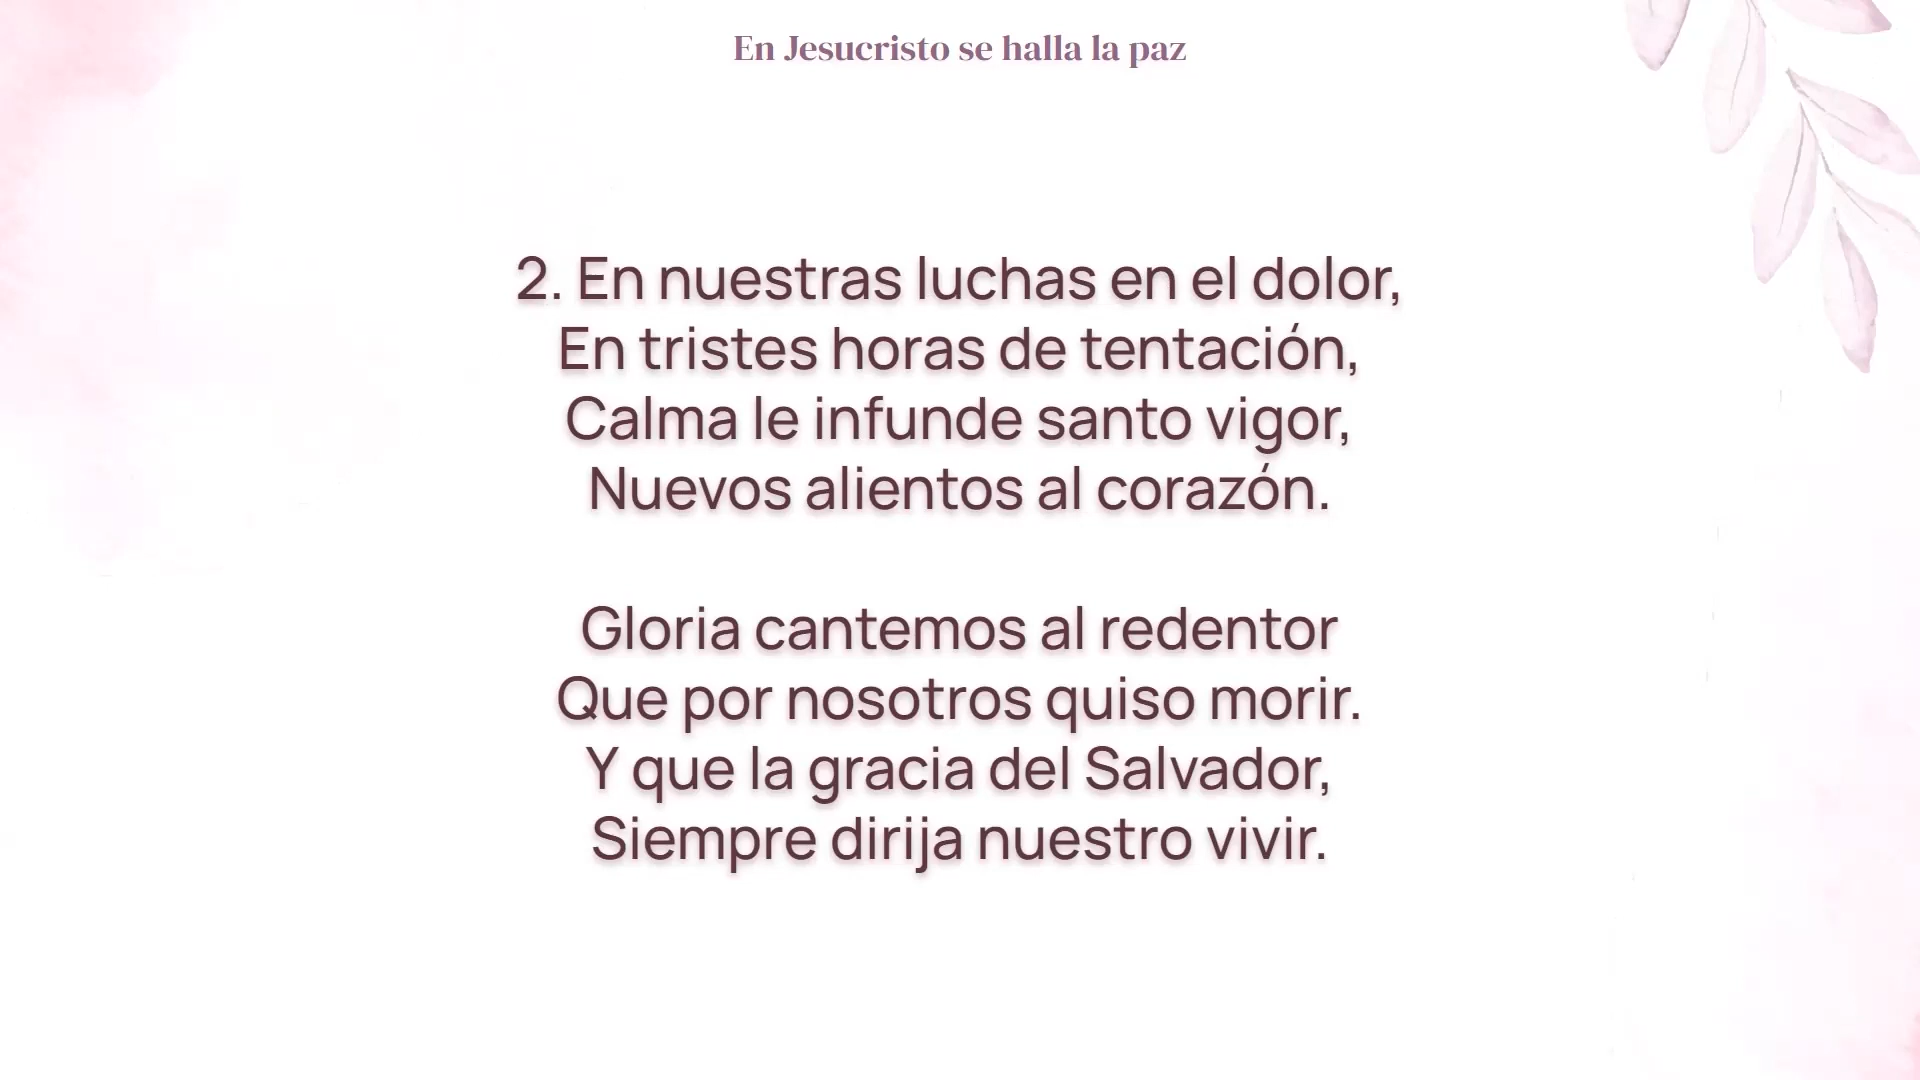 En Jesucristo se halla la paz
2. En nuestras luchas en el dolor,
En tristes horas de tentación,
Calma le infunde santo vigor,
Nuevos alientos al corazón.
Gloria cantemos al redentor
Que por nosotros quiso morir.
Y que la gracia del Salvador,
Siempre dirija nuestro vivir.